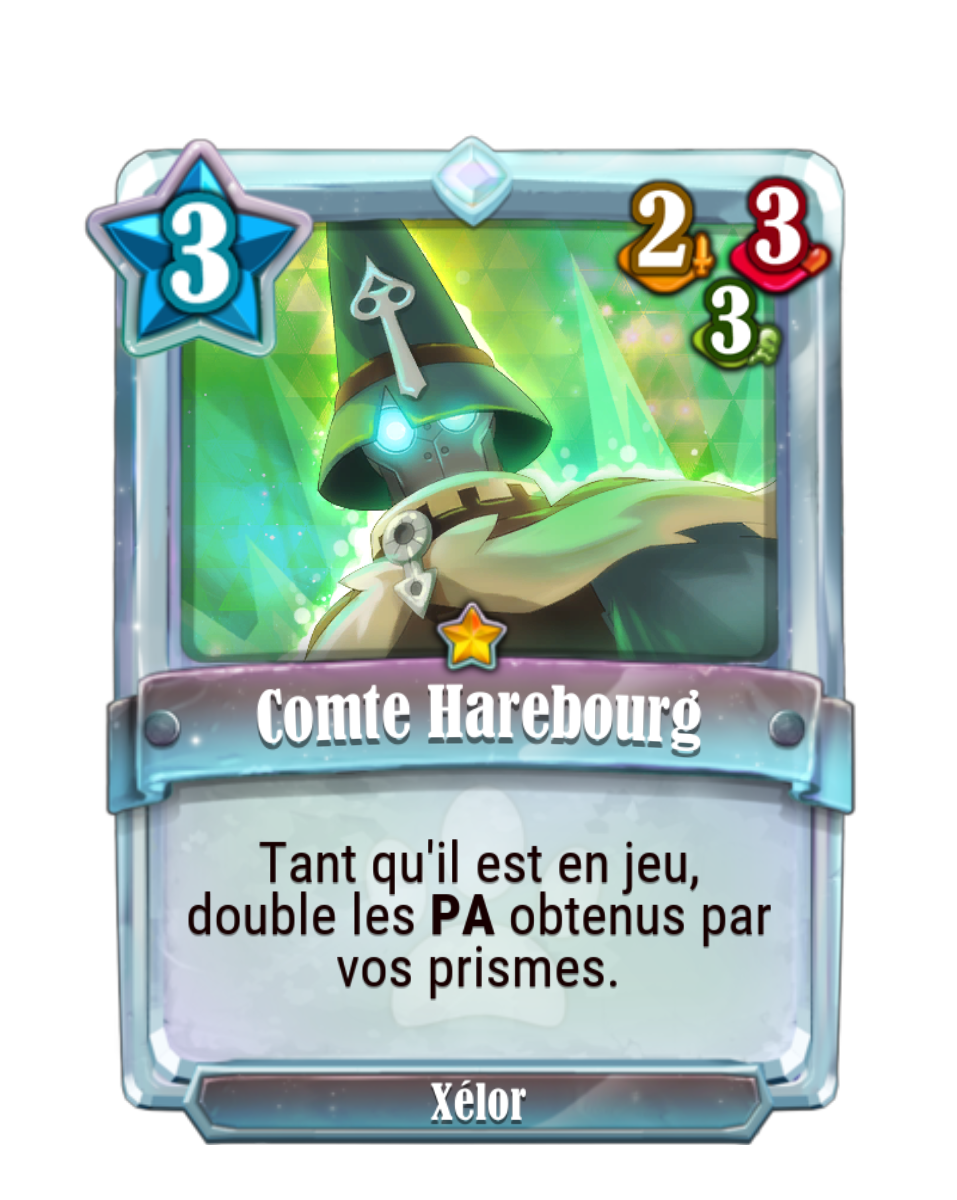 3
2
3
3
Comte Harebourg
Tant qu'il est en jeu,
double les PA obtenus par
vos prismes.
Xélor